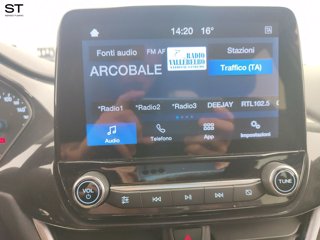 ST
14:20 16°
Fonti audio FM AF Stazioni
RADIO
VALLEBELBO
ARCOBALE Traffico (TA)
*Radio1 *Radio2 *Radio3 DEEJAY RTL102.5
Audio Telefono App Impostazioni
VOL TUNE